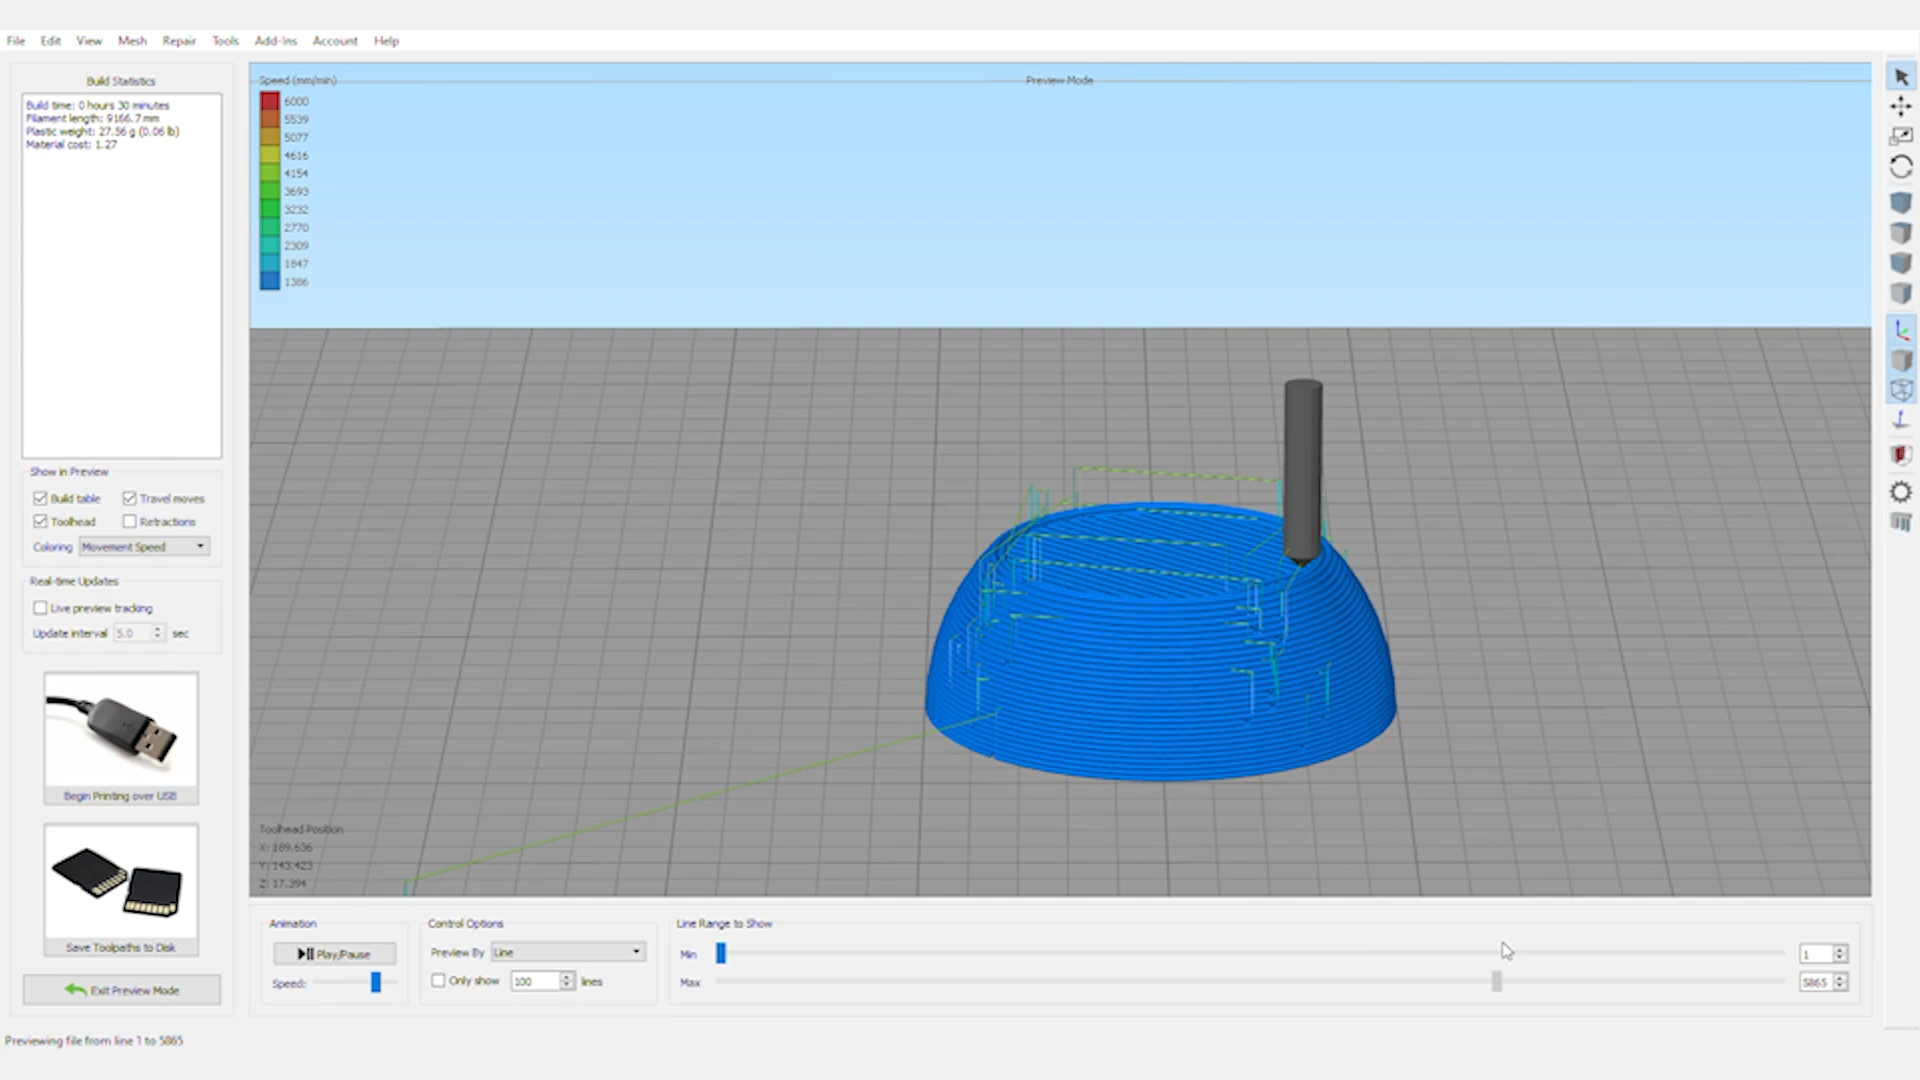 File Edit View Mesh Repair Tools Add-Ins Account Help
Build Statistics
Build time: 0 hours 30 minutes
Filament length: 9166.7 mm
Plastic weight: 27.56 g (0.06 lb)
Material cost: 1.27
Show in Preview
Build table Travel moves
Toolhead Retractions
Coloring Movement Speed
Real-time Updates
Live preview tracking
Update interval 5.0 sec
Begin Printing over USB
Save Toolpaths to Disk
Exit Preview Mode
Speed (mm/min)
6000
5539
5077
4616
4154
3693
3232
2770
2309
1847
1386
Preview Mode
Toolhead Position
X: 189.636
Y: 143.423
Z: 17.394
Animation
Play/Pause
Speed:
Control Options
Preview By Line
Only show 100 lines
Line Range to Show
Min 1
Max 5865
Previewing file from line 1 to 5865